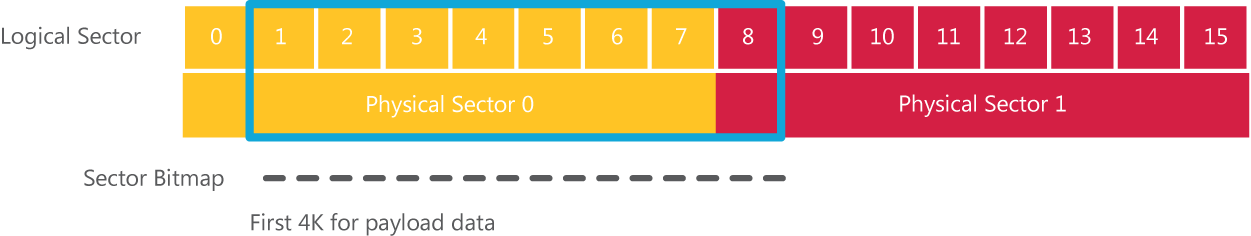 Logical Sector 0 1 2 3 4 5 6 7 8 9 10 11 12 13 14 15
Physical Sector 0 Physical Sector 1
Sector Bitmap
First 4K for payload data